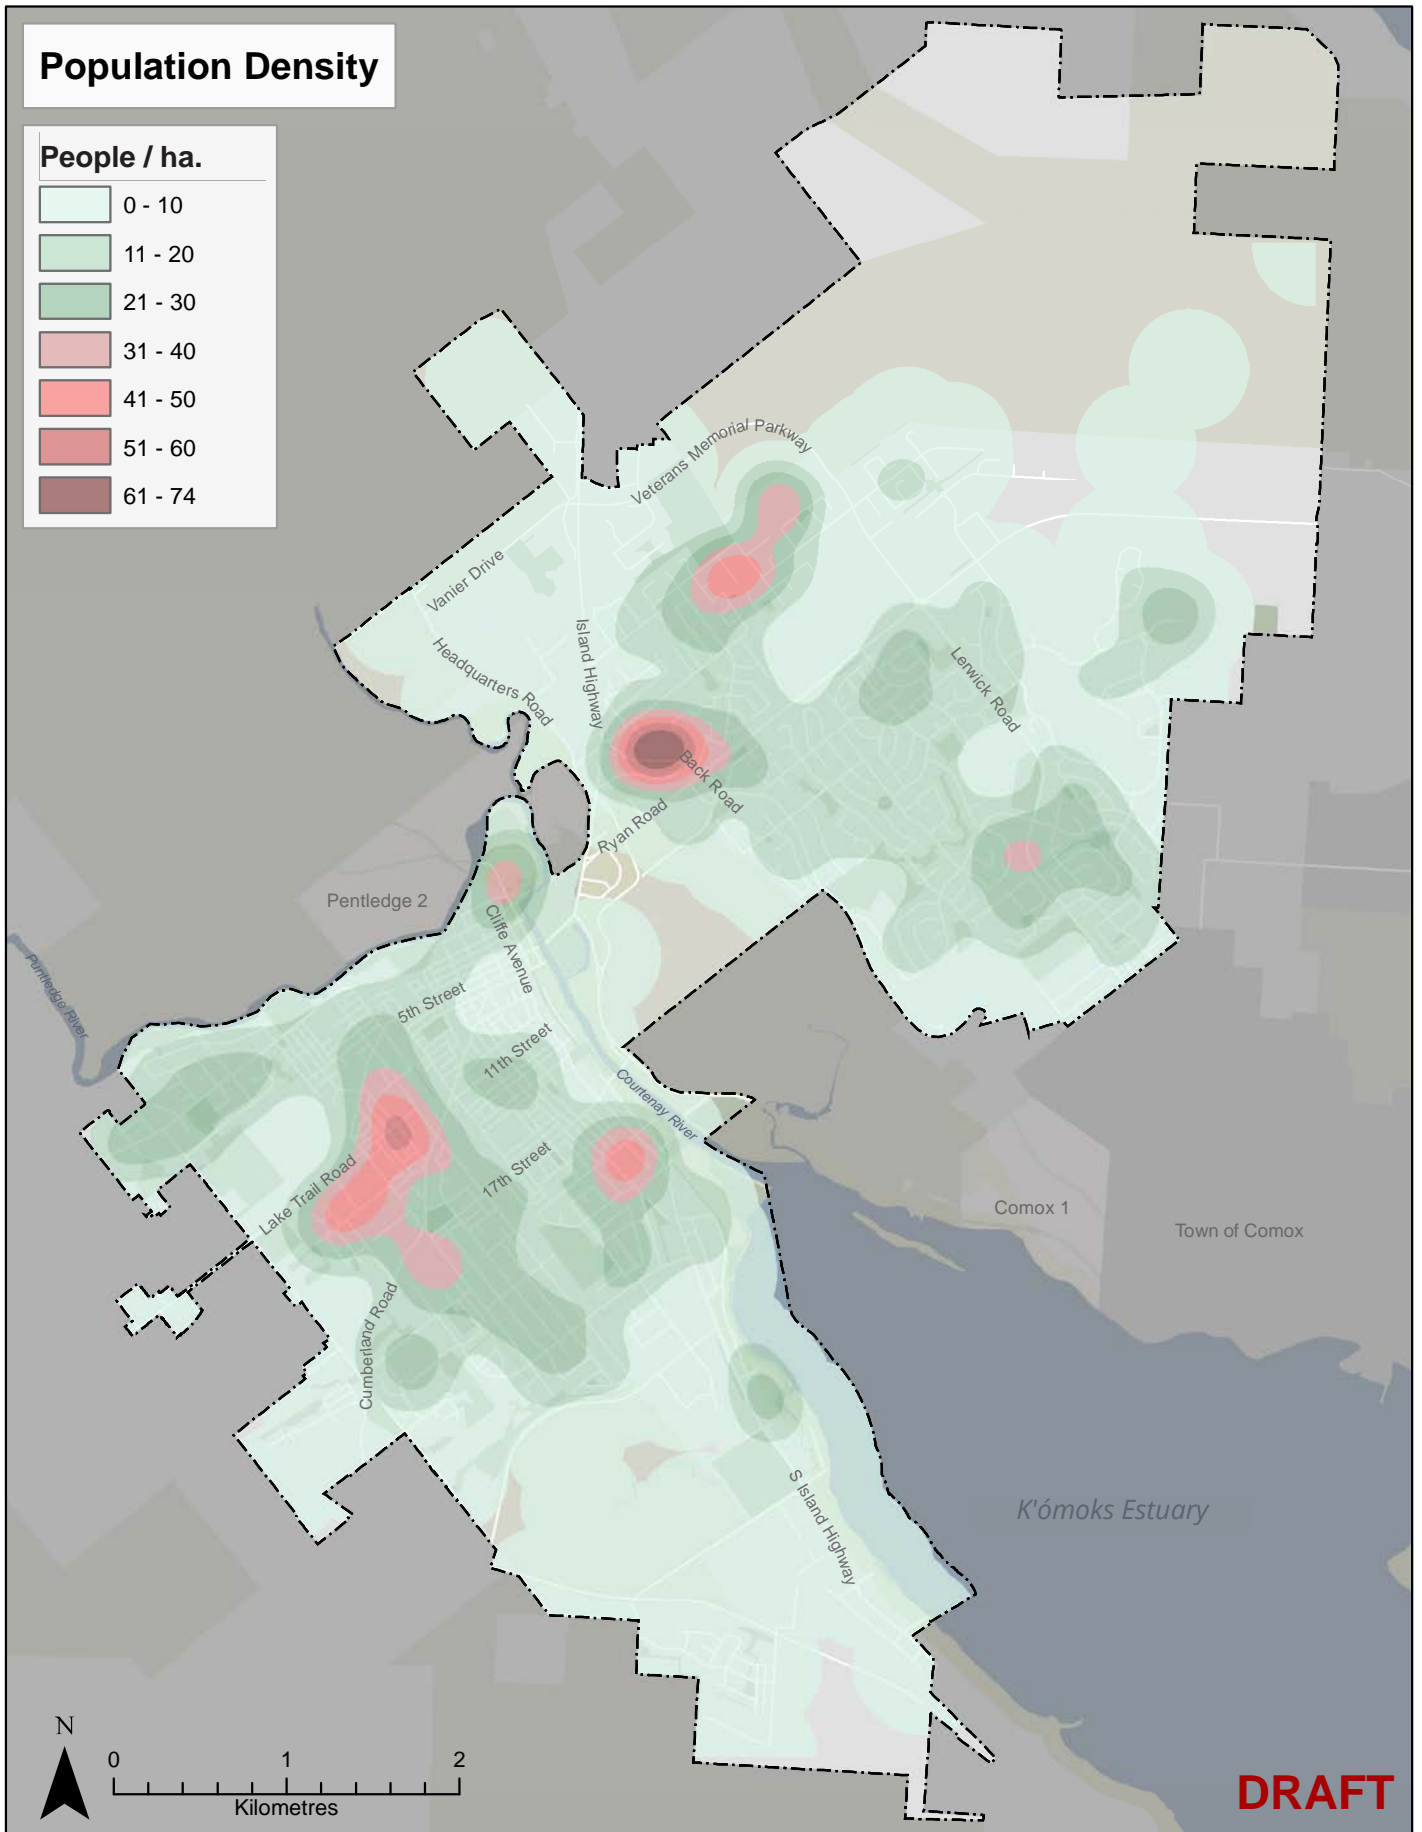 Population Density
People / ha.
0 - 10
11 - 20
21 - 30
31 - 40
41 - 50
51 - 60
61 - 74
Veterans Memorial Parkway
Vanier Drive
Headquarters Road
Island Highway
Lerwick Road
Back Road
Ryan Road
Pentledge 2
Cliffe Avenue
Puntledge River
5th Street
11th Street
Courtenay River
17th Street
Lake Trail Road
Comox 1
Town of Comox
Cumberland Road
S Island Highway
K'ómoks Estuary
N
0 1 2
Kilometres
DRAFT